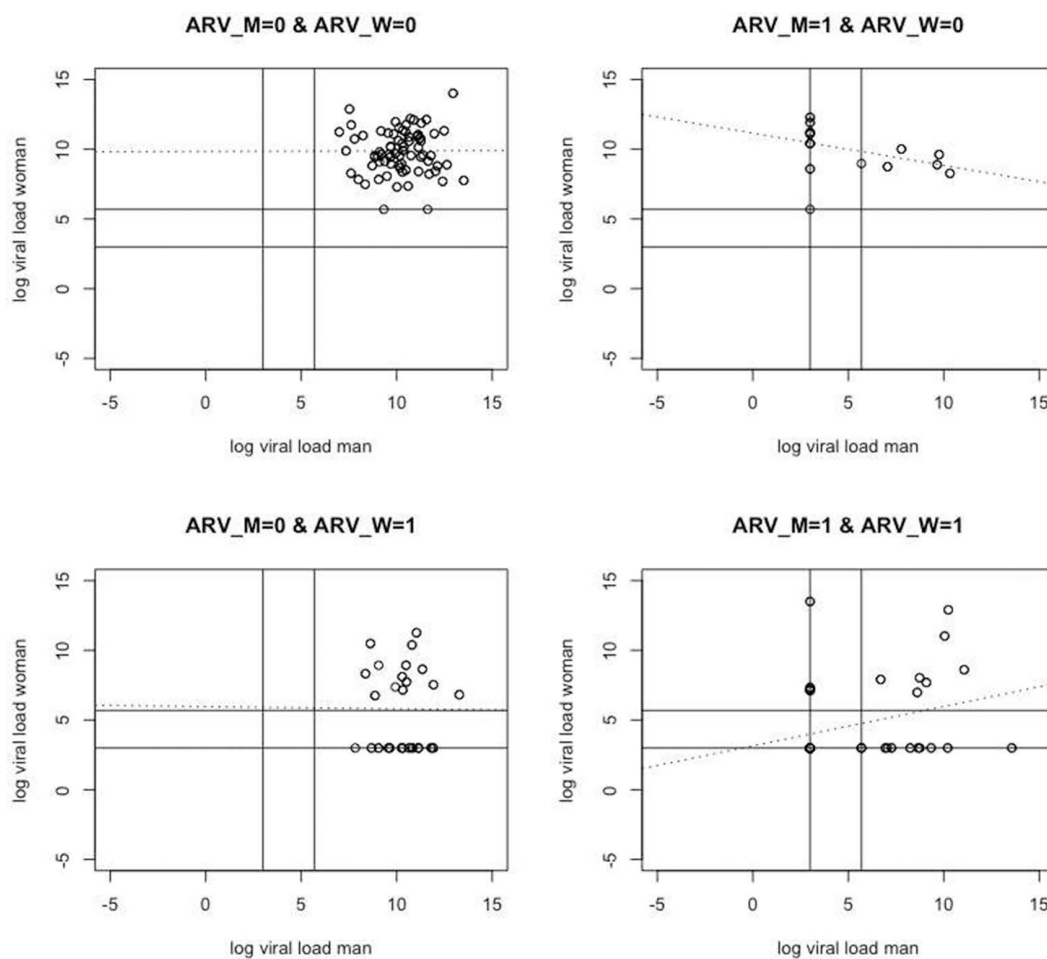 ARV_M=0 & ARV_W=0
15
10
5
0
-5
log viral load woman
-5 0 5 10 15
log viral load man
ARV_M=1 & ARV_W=0
15
10
5
0
-5
log viral load woman
-5 0 5 10 15
log viral load man
ARV_M=0 & ARV_W=1
15
10
5
0
-5
log viral load woman
-5 0 5 10 15
log viral load man
ARV_M=1 & ARV_W=1
15
10
5
0
-5
log viral load woman
-5 0 5 10 15
log viral load man